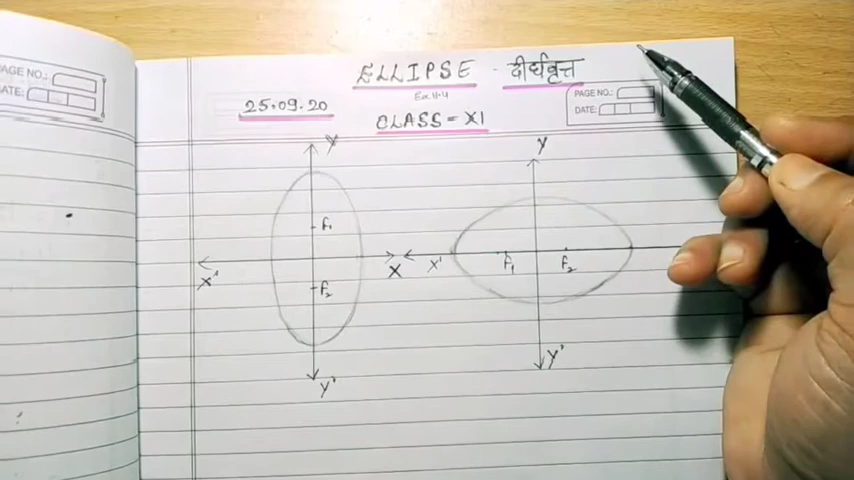 ELLIPSE - दीर्घवृत्त
Ex 11.4
25.09.20
CLASS = XI
PAGE NO.:
DATE:
PAGE NO.:
DATE:
Y
F₁
X'
X
F₂
Y'
Y
X'
F₁
F₂
Y'